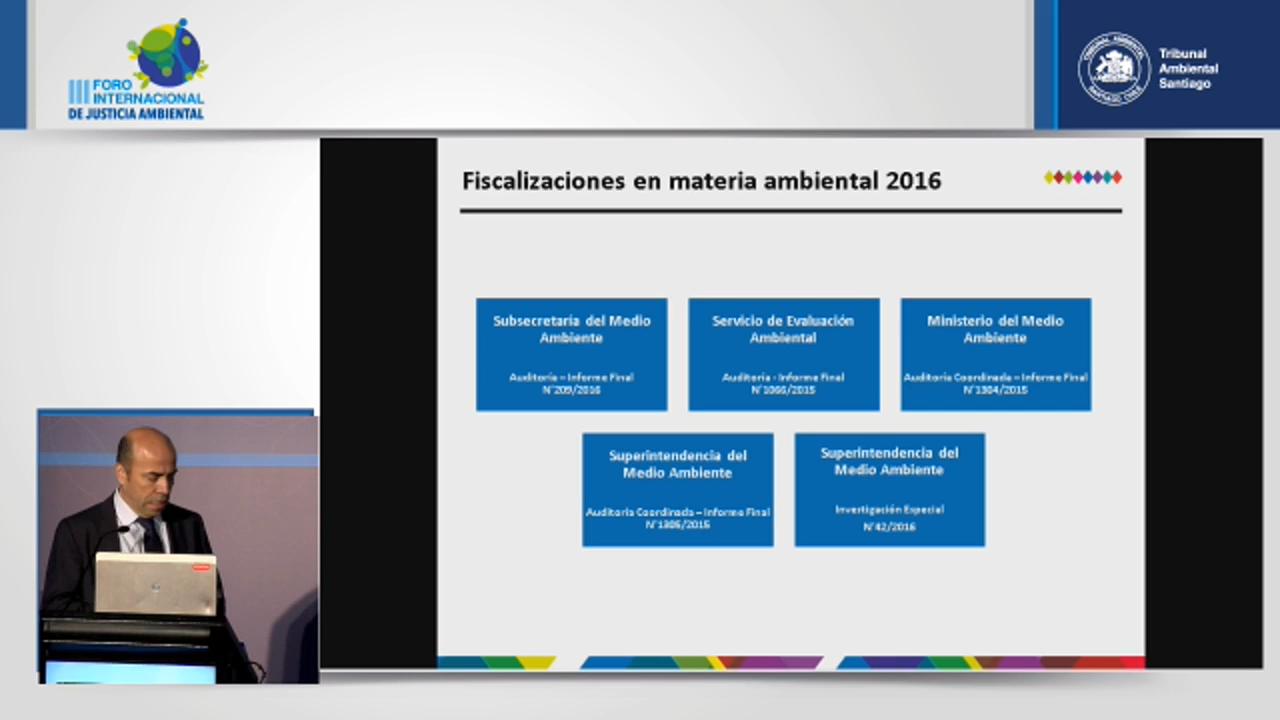 III FORO
INTERNACIONAL
DE JUSTICIA AMBIENTAL
Tribunal
Ambiental
Santiago
Fiscalizaciones en materia ambiental 2016
Subsecretaria del Medio
Ambiente
Auditoría – Informe Final
N°209/2016
Servicio de Evaluación
Ambiental
Auditoría - Informe Final
N°1066/2015
Ministerio del Medio
Ambiente
Auditoría Coordinada – Informe Final
N°1304/2015
Superintendencia del
Medio Ambiente
Auditoría Coordinada – Informe Final
N°1305/2015
Superintendencia del
Medio Ambiente
Investigación Especial
N°42/2016